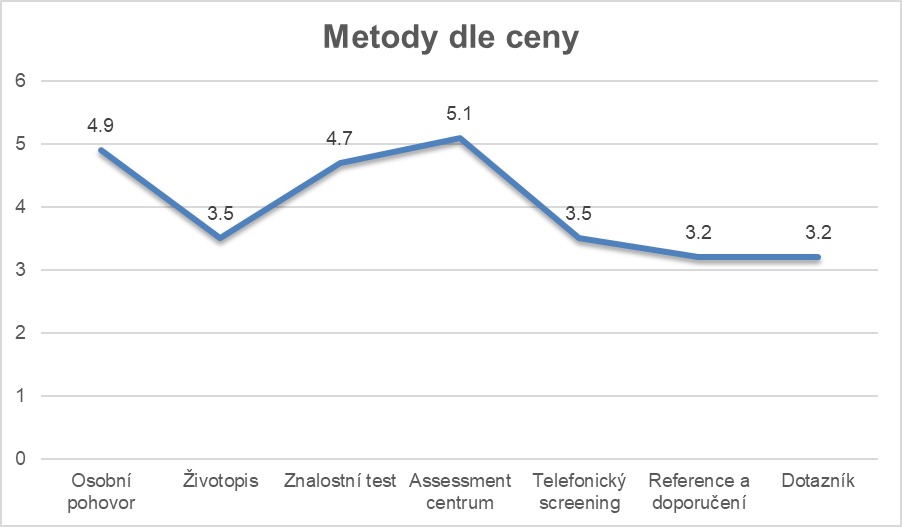 Metody dle ceny
6
5
4
3
2
1
0
4.9
3.5
4.7
5.1
3.5
3.2
3.2
Osobní
pohovor
Životopis
Znalostní test
Assessment
centrum
Telefonický
screening
Reference a
doporučení
Dotazník